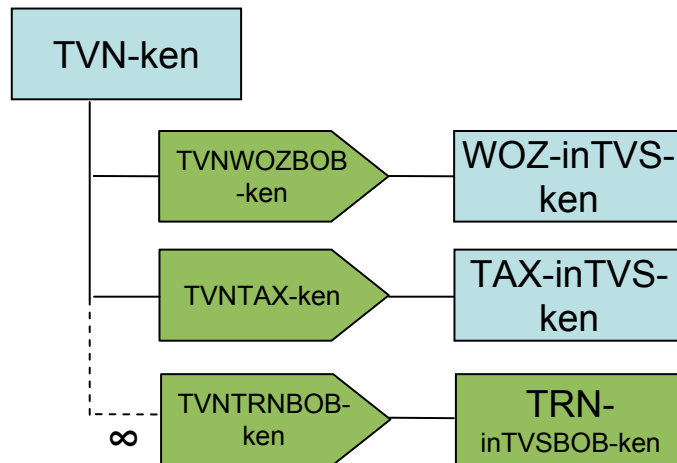 TVN-ken
TVNWOZBOB
-ken
WOZ-inTVS-
ken
TVNTAX-ken
TAX-inTVS-
ken
TVNTRNBOB-
ken
TRN-
inTVSBOB-ken
∞